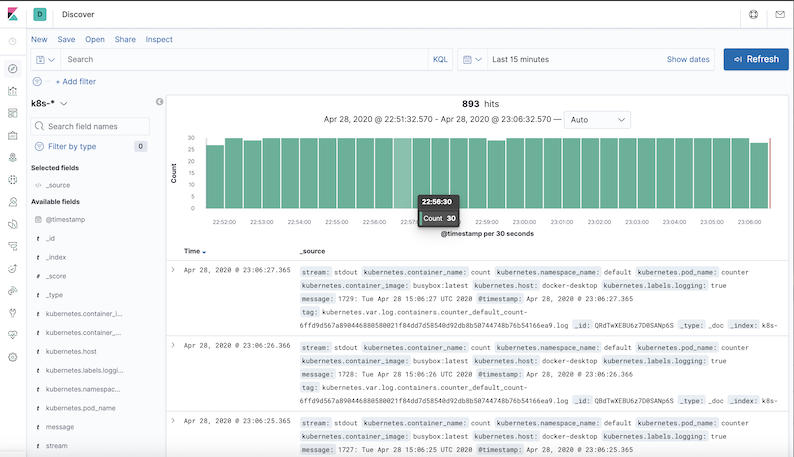 D Discover
New Save Open Share Inspect
Search KQL Last 15 minutes Show dates Refresh
+ Add filter
k8s-*
Search field names
Filter by type 0
Selected fields
</> _source
Available fields
@timestamp
t _id
t _index
# _score
t _type
t kubernetes.container_i...
t kubernetes.container_...
t kubernetes.host
t kubernetes.labels.loggi...
t kubernetes.namespac...
t kubernetes.pod_name
t message
t stream
893 hits
Apr 28, 2020 @ 22:51:32.570 - Apr 28, 2020 @ 23:06:32.570 — Auto
Count
30
25
20
15
10
5
0
22:52:00 22:53:00 22:54:00 22:55:00 22:56:00 22:57 22:59:00 23:00:00 23:01:00 23:02:00 23:03:00 23:04:00 23:05:00 23:06:00
22:56:30
Count 30
@timestamp per 30 seconds
Time _source
Apr 28, 2020 @ 23:06:27.365
stream: stdout kubernetes.container_name: count kubernetes.namespace_name: default kubernetes.pod_name: counter
kubernetes.container_image: busybox:latest kubernetes.host: docker-desktop kubernetes.labels.logging: true
message: 1729: Tue Apr 28 15:06:27 UTC 2020 @timestamp: Apr 28, 2020 @ 23:06:27.365
tag: kubernetes.var.log.containers.counter_default_count-
_type: _doc _index: k8s-
Apr 28, 2020 @ 23:06:26.365
stream: stdout kubernetes.container_name: count kubernetes.namespace_name: default kubernetes.pod_name: counter
kubernetes.container_image: busybox:latest kubernetes.host: docker-desktop kubernetes.labels.logging: true
message: 1728: Tue Apr 28 15:06:26 UTC 2020 @timestamp: Apr 28, 2020 @ 23:06:26.365
tag: kubernetes.var.log.containers.counter_default_count-
_type: _doc _index: k8s-
Apr 28, 2020 @ 23:06:25.365
stream: stdout kubernetes.container_name: count kubernetes.namespace_name: default kubernetes.pod_name: counter
kubernetes.container_image: busybox:latest kubernetes.host: docker-desktop kubernetes.labels.logging: true
message: 1727: Tue Apr 28 15:06:25 UTC 2020 @timestamp: Apr 28, 2020 @ 23:06:25.365